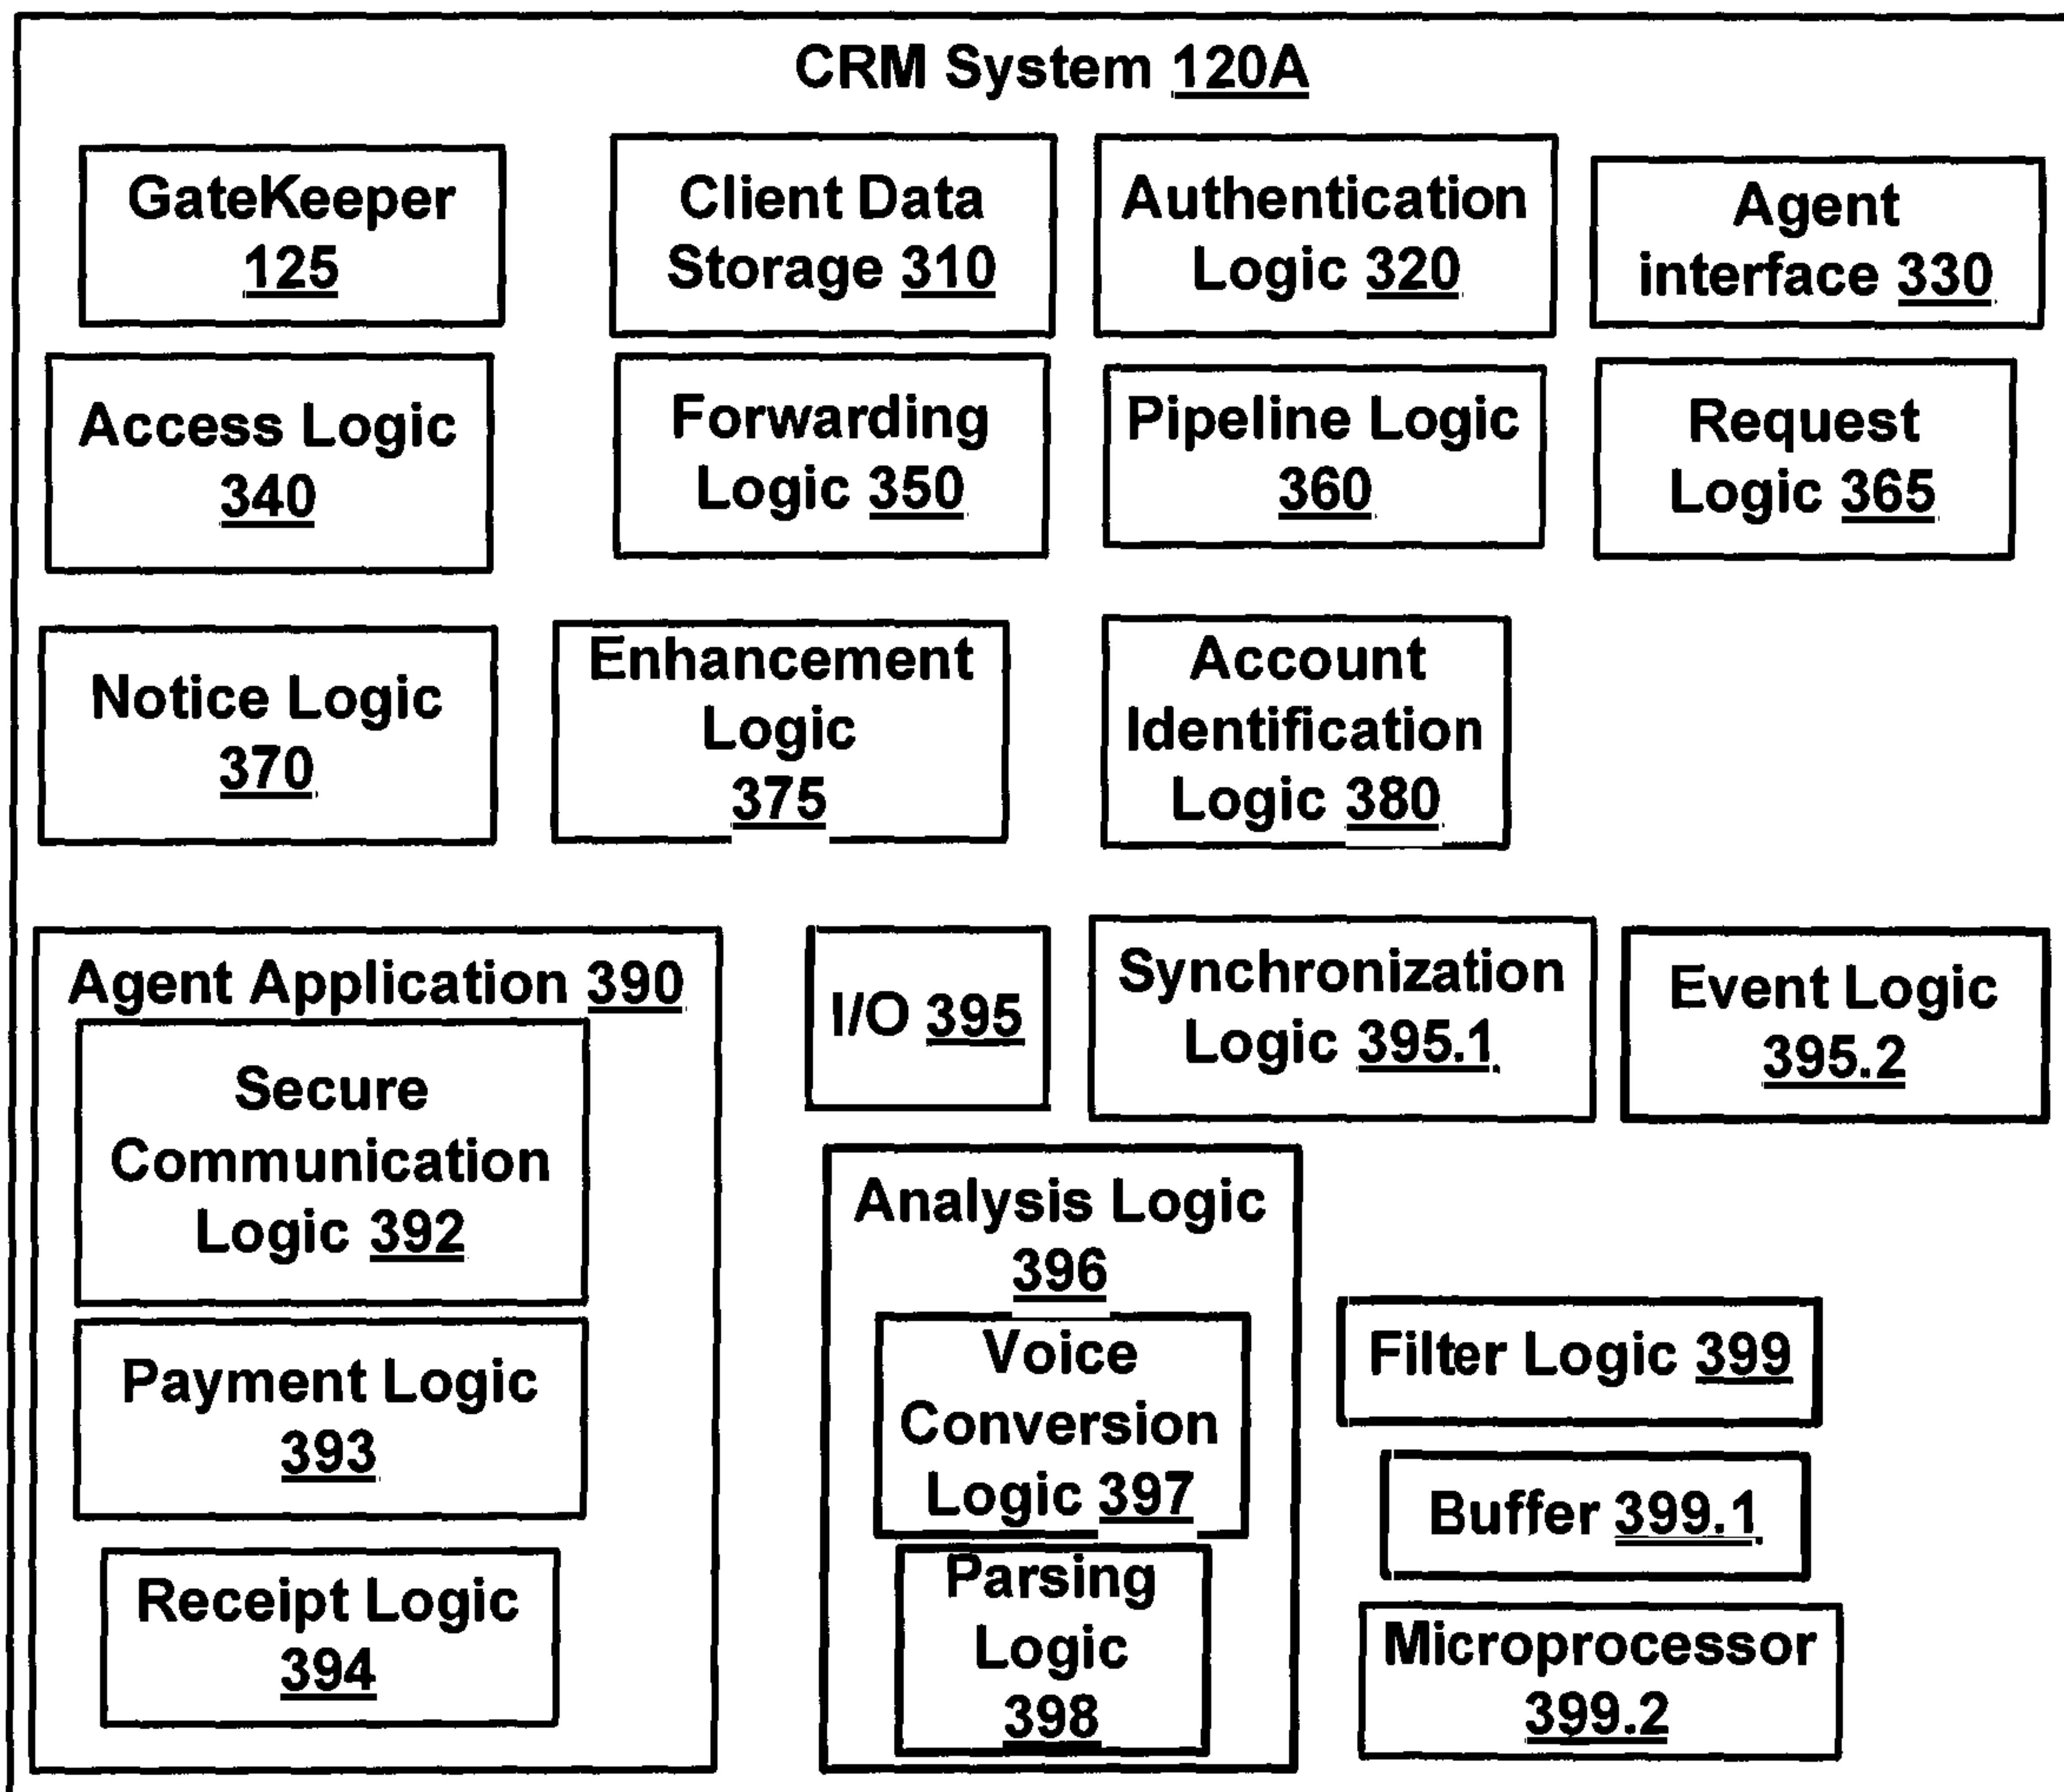 CRM System 120A
GateKeeper
125
Client Data
Storage 310
Authentication
Logic 320
Agent
interface 330
Access Logic
340
Forwarding
Logic 350
Pipeline Logic
360
Request
Logic 365
Notice Logic
370
Enhancement
Logic
375
Account
Identification
Logic 380
Agent Application 390
Secure
Communication
Logic 392
Payment Logic
393
Receipt Logic
394
I/O 395
Synchronization
Logic 395.1
Event Logic
395.2
Analysis Logic
396
Voice
Conversion
Logic 397
Parsing
Logic
398
Filter Logic 399
Buffer 399.1
Microprocessor
399.2